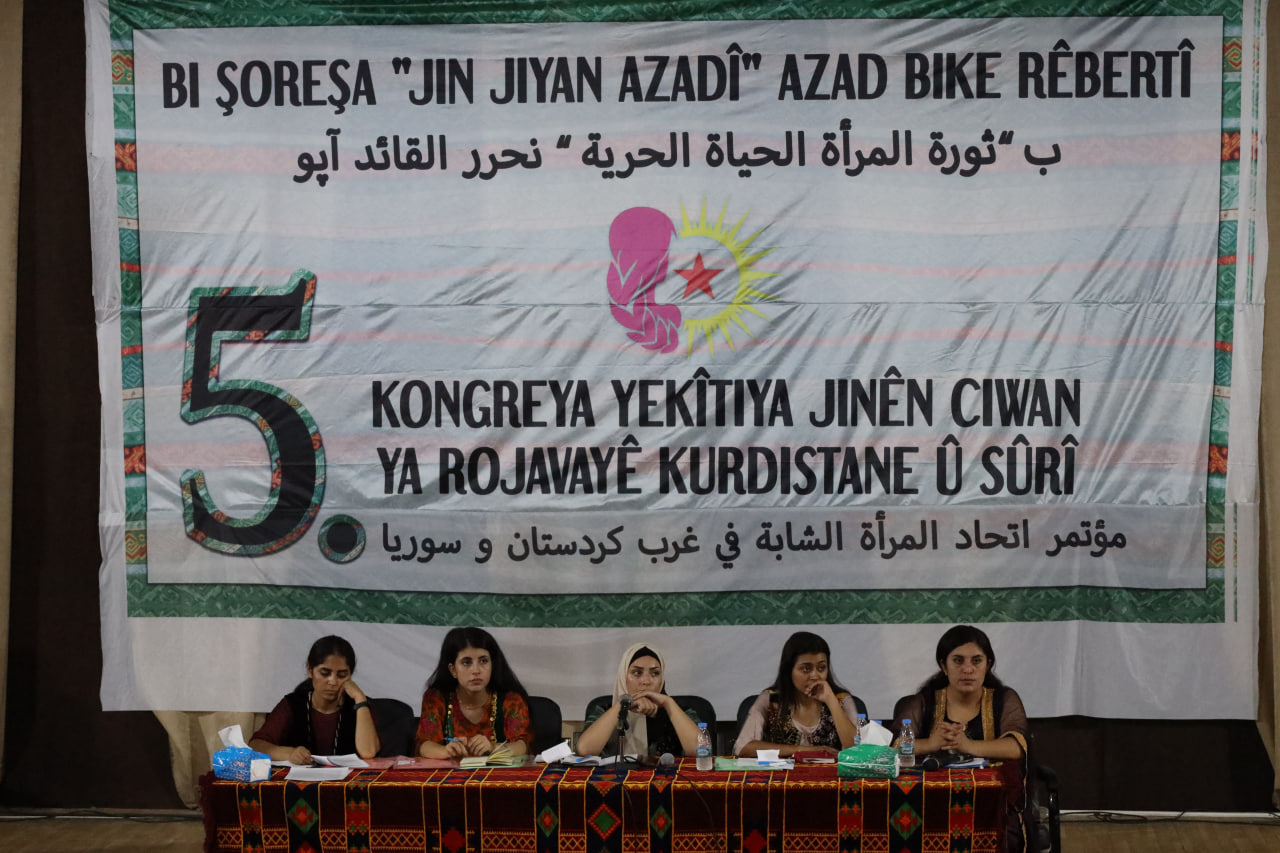 BI ŞOREŞA "JIN JIYAN AZADÎ" AZAD BIKE RÊBERTÎ
ب “ثورة المرأة الحياة الحرية “ نحرر القائد آپو
5.
KONGREYA YEKÎTIYA JINÊN CIWAN
YA ROJAVAYÊ KURDISTANE Û SÛRÎ
مؤتمر اتحاد المرأة الشابة في غرب كردستان و سوريا